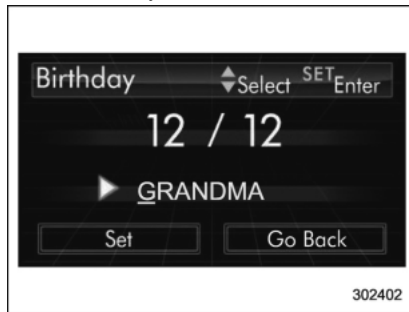 Birthday Select SET Enter
12 / 12
GRANDMA
Set Go Back
302402